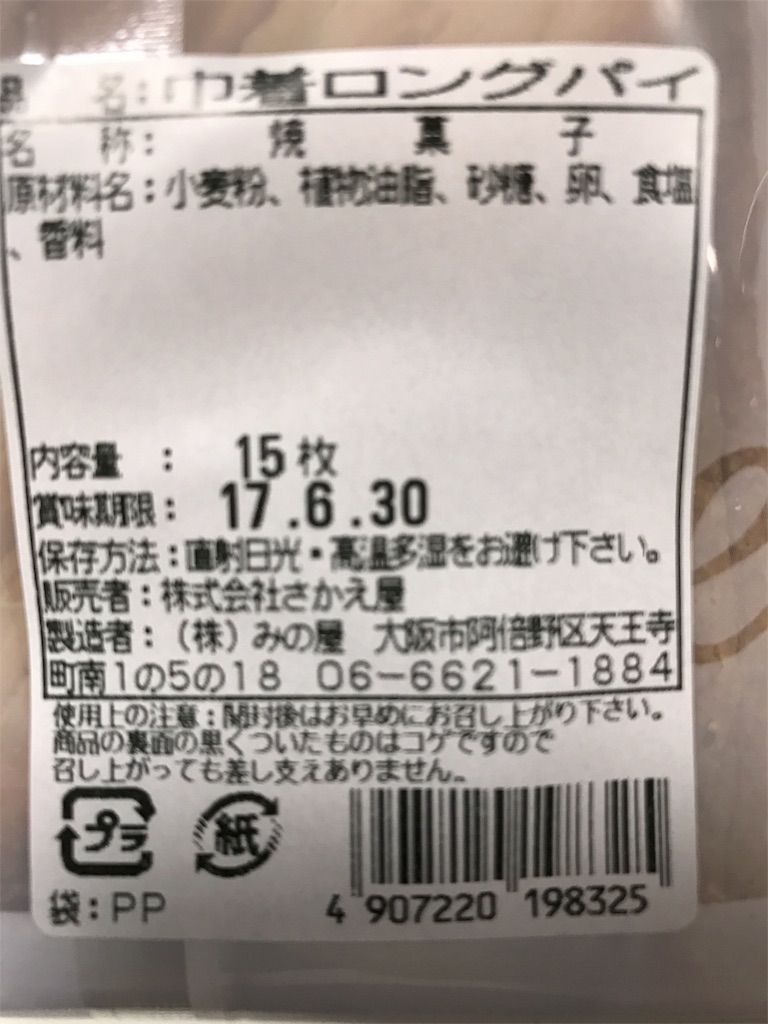 品 名：巾着ロングパイ
名 称： 焼 菓 子
原材料名：小麦粉、植物油脂、砂糖、卵、食塩
、香料
内容量 ： 15枚
賞味期限： 17.6.30
保存方法：直射日光・高温多湿をお避け下さい。
販売者：株式会社さかえ屋
製造者：（株）みの屋 大阪市阿倍野区天王寺
町南1の5の18 06－6621－1884
使用上の注意：開封後はお早めにお召し上がり下さい。
商品の裏面の黒くついたものはコゲですので
召し上がっても差し支えありません。
プラ
紙
袋：PP
4 907220 198325